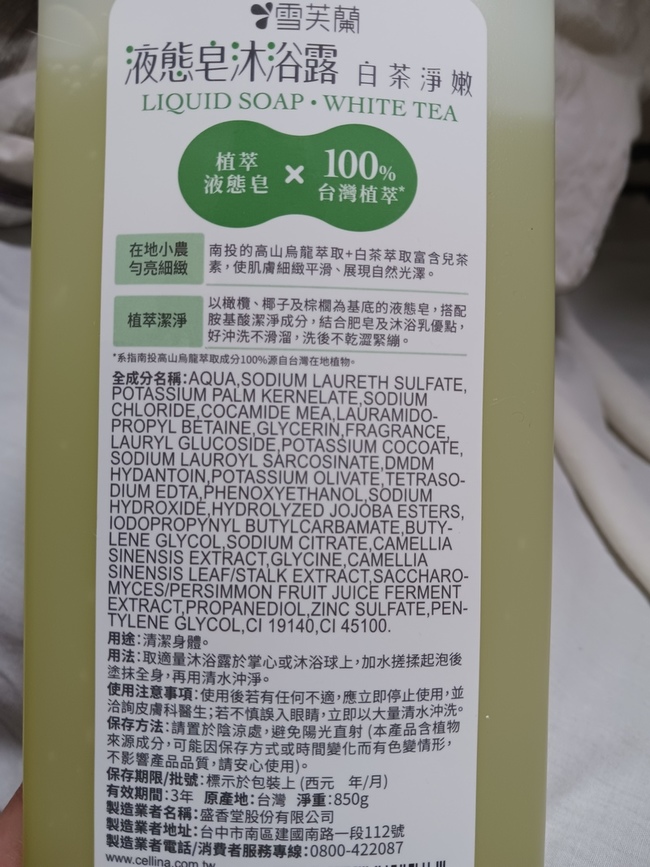 雪芙蘭
液態皂沐浴露 白茶淨嫩
LIQUID SOAP·WHITE TEA
植萃液態皂 × 100%台灣植萃*
在地小農
勻亮細緻
南投的高山烏龍萃取+白茶萃取富含兒茶
素，使肌膚細緻平滑、展現自然光澤。
植萃潔淨
以橄欖、椰子及棕櫚為基底的液態皂，搭配
胺基酸潔淨成分，結合肥皂及沐浴乳優點，
好沖洗不滑溜，洗後不乾澀緊繃。
*系指南投高山烏龍萃取成分100%源自台灣在地植物。
全成分名稱：AQUA,SODIUM LAURETH SULFATE,
POTASSIUM PALM KERNELATE,SODIUM
CHLORIDE,COCAMIDE MEA,LAURAMIDO-
PROPYL BETAINE,GLYCERIN,FRAGRANCE,
LAURYL GLUCOSIDE,POTASSIUM COCOATE,
SODIUM LAUROYL SARCOSINATE,DMDM
HYDANTOIN,POTASSIUM OLIVATE,TETRASO-
DIUM EDTA,PHENOXYETHANOL,SODIUM
HYDROXIDE,HYDROLYZED JOJOBA ESTERS,
IODOPROPYNYL BUTYLCARBAMATE,BUTY-
LENE GLYCOL,SODIUM CITRATE,CAMELLIA
SINENSIS EXTRACT,GLYCINE,CAMELLIA
SINENSIS LEAF/STALK EXTRACT,SACCHARO-
MYCES/PERSIMMON FRUIT JUICE FERMENT
EXTRACT,PROPANEDIOL,ZINC SULFATE,PEN-
TYLENE GLYCOL,CI 19140,CI 45100.
用途：清潔身體。
用法：取適量沐浴露於掌心或沐浴球上，加水搓揉起泡後
塗抹全身，再用清水沖淨。
使用注意事項：使用後若有任何不適，應立即停止使用，並
洽詢皮膚科醫生；若不慎誤入眼睛，立即以大量清水沖洗。
保存方法：請置於陰涼處，避免陽光直射（本產品含植物
來源成分，可能因保存方式或時間變化而有色變情形，
不影響產品品質，請安心使用）。
保存期限/批號：標示於包裝上（西元 年/月）
有效期間：3年 原產地：台灣 淨重：850g
製造業者名稱：盛香堂股份有限公司
製造業者地址：台中市南區建國南路一段112號
製造業者電話/消費者服務專線：0800-422087
www.cellina.com.tw